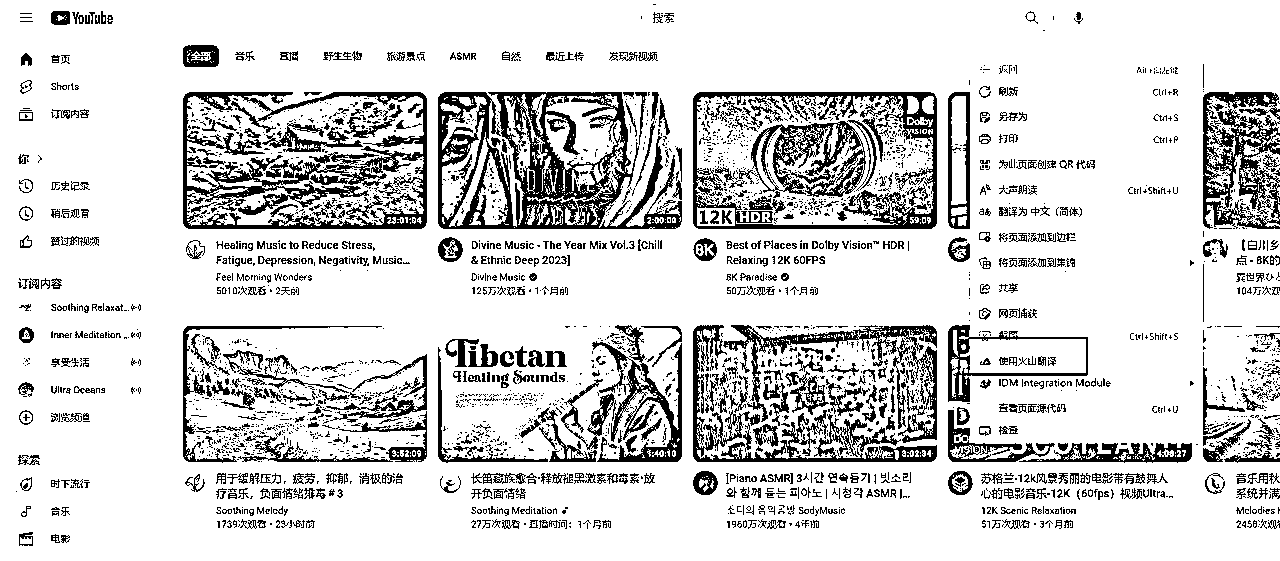 YouTube
搜索
首页
Shorts
订阅内容
你
历史记录
稍后观看
赞过的视频
订阅内容
Soothing Relaxat...
Inner Meditation ...
享受生活
Ultra Oceans
浏览频道
探索
时下流行
音乐
电影
全部 音乐 直播 野生生物 旅游景点 ASMR 自然 最近上传 发现新视频
23:01:04
Healing Music to Reduce Stress,
Fatigue, Depression, Negativity, Music...
Feel Morning Wonders
5010次观看 • 2天前
2:00:00
Divine Music - The Year Mix Vol.3 [Chill
& Ethnic Deep 2023]
Divine Music
125万次观看 • 1个月前
Dolby
VISION
12K HDR
59:09
8K
Best of Places in Dolby Vision™ HDR |
Relaxing 12K 60FPS
8K Paradise
50万次观看 • 1个月前
返回
刷新 Ctrl+R
另存为 Ctrl+S
打印 Ctrl+P
为此页面创建 QR 代码
大声朗读 Ctrl+Shift+U
翻译为 中文（简体）
将页面添加到边栏
将页面添加到集锦
共享
网页捕获
截图 Ctrl+Shift+S
使用火山翻译
IDM Integration Module
查看页面源代码 Ctrl+U
检查
【白川乡
点 - 8K的
104万次观
3:52:09
用于缓解压力，疲劳，抑郁，消极的治
疗音乐，负面情绪排毒 # 3
Soothing Melody
1739次观看 • 23小时前
Tibetan
Healing Sounds
长笛藏族愈合•释放褪黑激素和毒素•放
开负面情绪
Soothing Meditation
27万次观看 • 直播时间：1个月前
3:02:34
[Piano ASMR] 3시간 연속듣기 | 빗소리
와 함께 듣는 피아노 | 시청각 ASMR |...
소디의 음악공방 SodyMusic
1960万次观看 • 4年前
SCOTLAND
苏格兰-12k风景秀丽的电影带有鼓舞人
心的电影音乐-12K（60fps）视频Ultra...
12K Scenic Relaxation
51万次观看 • 3个月前
音乐用秋
系统并满
Melodies
2458次观